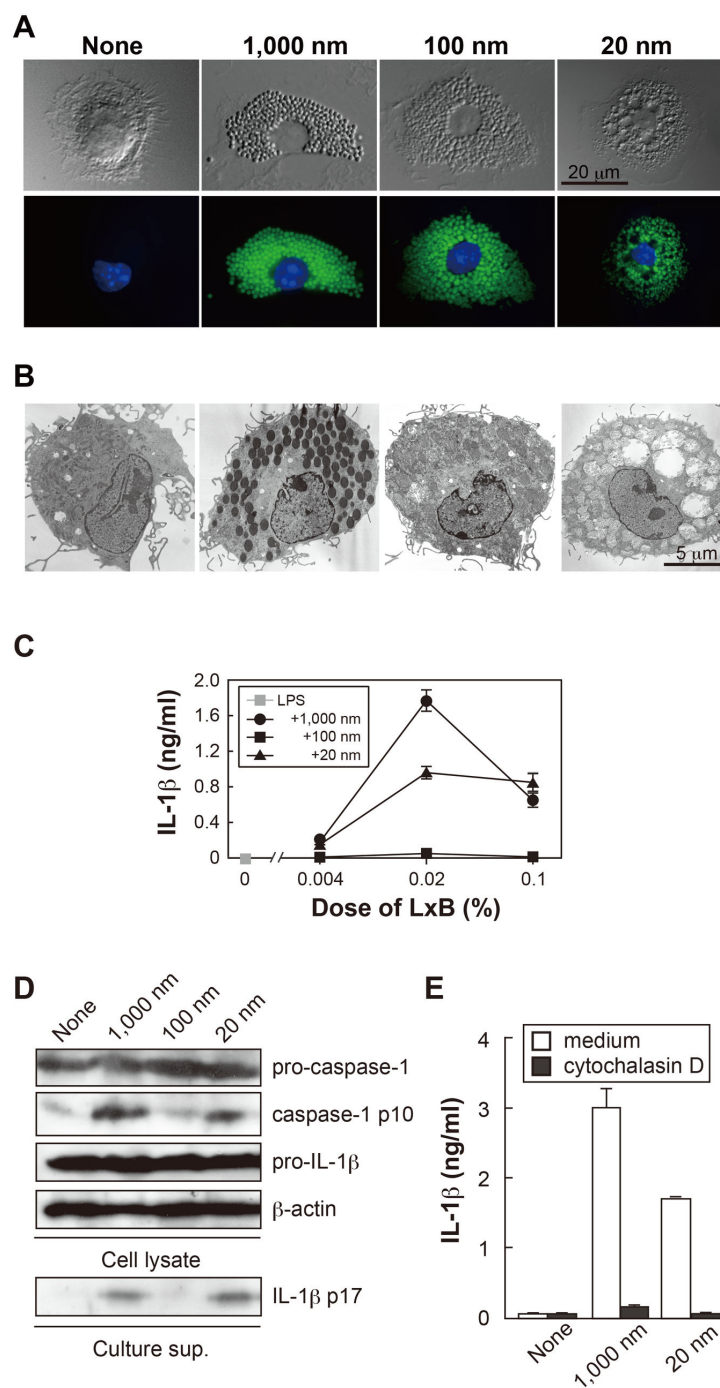 A
None
1,000 nm
100 nm
20 nm
20 μm
B
5 μm
C
IL-1β (ng/ml)
2.0
1.6
1.2
0.8
0.4
0
LPS
+1,000 nm
+100 nm
+20 nm
0
0.004
0.02
0.1
Dose of LxB (%)
D
None
1,000 nm
100 nm
20 nm
pro-caspase-1
caspase-1 p10
pro-IL-1β
β-actin
Cell lysate
IL-1β p17
Culture sup.
E
IL-1β (ng/ml)
4
3
2
1
0
medium
cytochalasin D
None
1,000 nm
20 nm